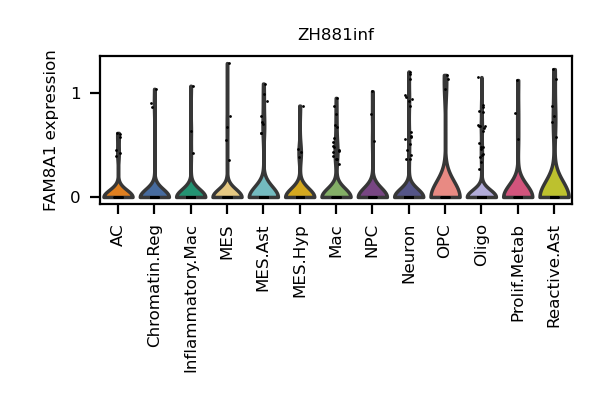 ZH881inf
FAM8A1 expression
1
0
AC
Chromatin.Reg
Inflammatory.Mac
MES
MES.Ast
MES.Hyp
Mac
NPC
Neuron
OPC
Oligo
Prolif.Metab
Reactive.Ast